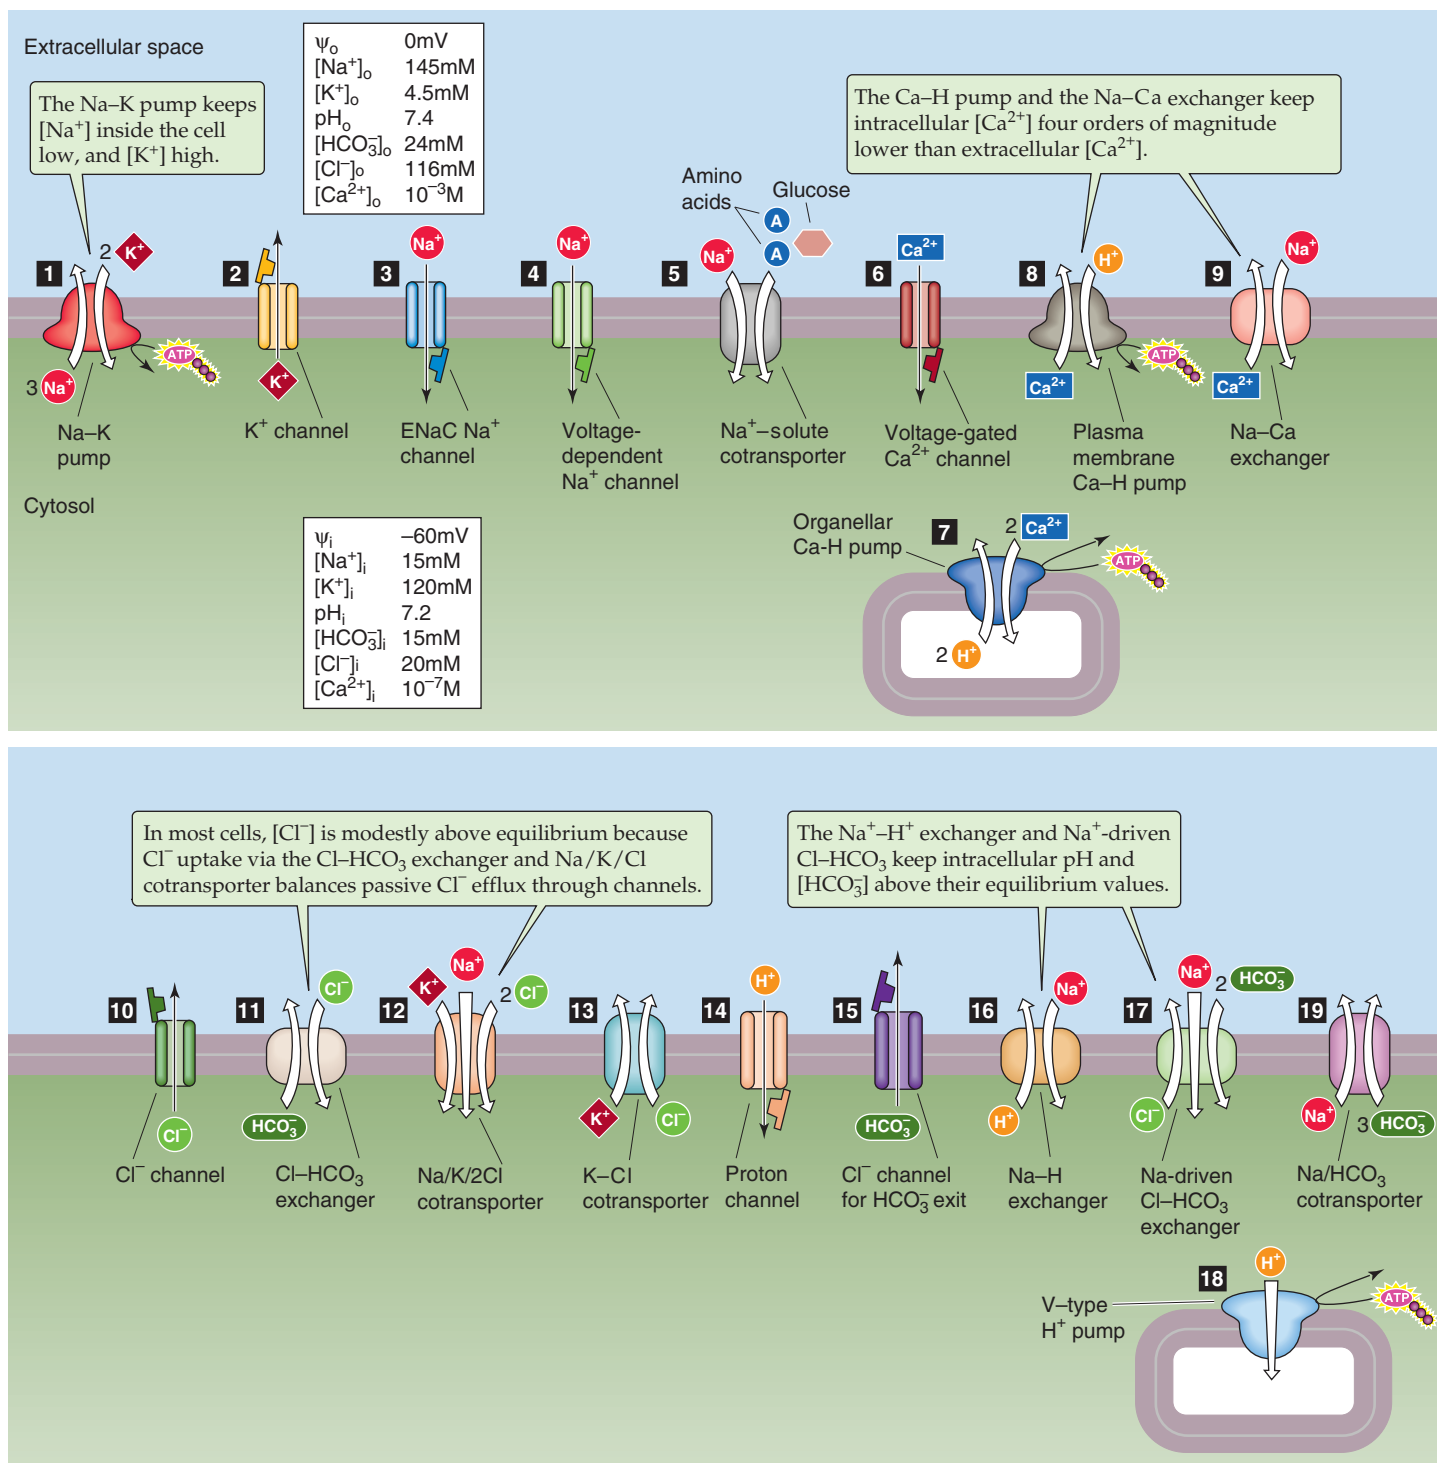 Extracellular space
ψo 0mV
[Na+]o 145mM
[K+]o 4.5mM
pHo 7.4
[HCO3−]o 24mM
[Cl−]o 116mM
[Ca2+]o 10−3M
The Na–K pump keeps
[Na+] inside the cell
low, and [K+] high.
The Ca–H pump and the Na–Ca exchanger keep
intracellular [Ca2+] four orders of magnitude
lower than extracellular [Ca2+].
1
2 K+
3 Na+
ATP
Na–K
pump
2
K+
K+ channel
3
Na+
ENaC Na+
channel
4
Na+
Voltage-
dependent
Na+ channel
5
Na+
Amino
acids
A
A
Glucose
Na+–solute
cotransporter
6
Ca2+
Voltage-gated
Ca2+ channel
8
H+
Ca2+
ATP
Plasma
membrane
Ca–H pump
9
Na+
Ca2+
Na–Ca
exchanger
Cytosol
ψi –60mV
[Na+]i 15mM
[K+]i 120mM
pHi 7.2
[HCO3−]i 15mM
[Cl−]i 20mM
[Ca2+]i 10−7M
Organellar
Ca-H pump
7
2 Ca2+
ATP
2 H+
In most cells, [Cl−] is modestly above equilibrium because
Cl− uptake via the Cl–HCO3 exchanger and Na/K/Cl
cotransporter balances passive Cl− efflux through channels.
The Na+–H+ exchanger and Na+-driven
Cl–HCO3 keep intracellular pH and
[HCO3−] above their equilibrium values.
10
Cl−
Cl− channel
11
Cl−
HCO3−
Cl–HCO3
exchanger
12
K+
Na+
2 Cl−
Na/K/2Cl
cotransporter
13
K+
Cl−
K–Cl
cotransporter
14
H+
Proton
channel
15
HCO3−
Cl− channel
for HCO3− exit
16
Na+
H+
Na–H
exchanger
17
Na+
2 HCO3−
Cl−
Na-driven
Cl–HCO3
exchanger
19
Na+
3 HCO3−
Na/HCO3
cotransporter
18
H+
ATP
V–type
H+ pump